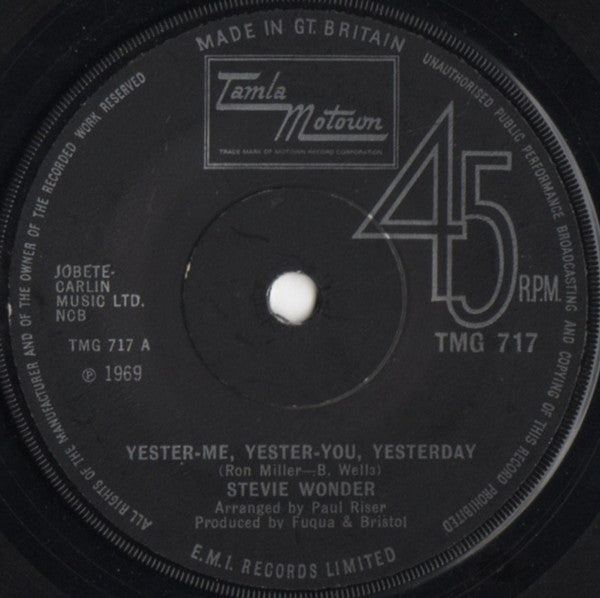 MADE IN GT. BRITAIN
UNAUTHORISED PUBLIC PERFORMANCE BROADCASTING AND COPYING OF THIS RECORD PROHIBITED
ALL RIGHTS OF THE MANUFACTURER AND OF THE OWNER OF THE RECORDED WORK RESERVED
Tamla
Motown
TRADE MARK OF MOTOWN RECORD CORPORATION
45 R.P.M.
JOBETE-
CARLIN
MUSIC LTD.
NCB
TMG 717
TMG 717 A
℗ 1969
YESTER-ME, YESTER-YOU, YESTERDAY
(Ron Miller—B. Wells)
STEVIE WONDER
Arranged by Paul Riser
Produced by Fuqua & Bristol
E.M.I. RECORDS LIMITED